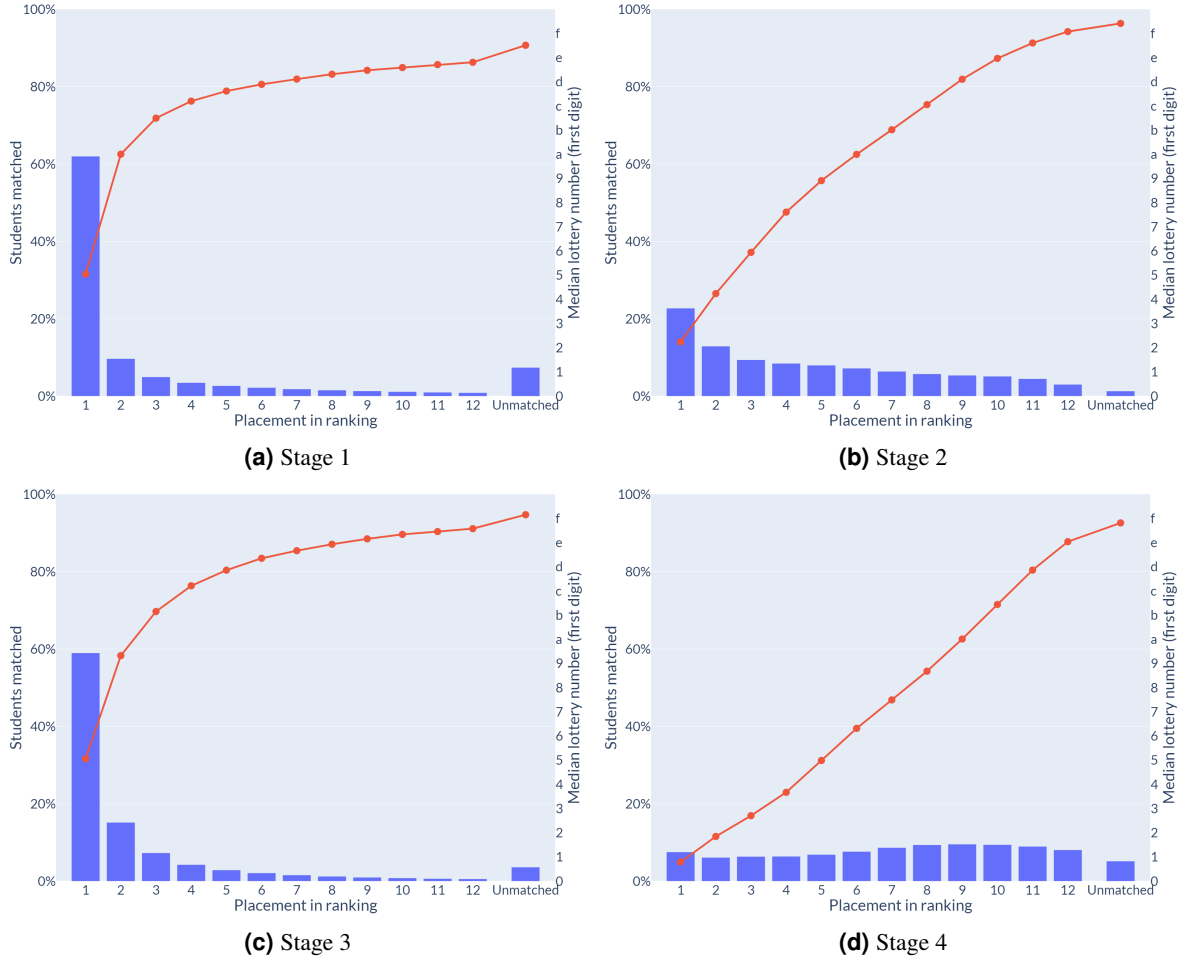 100%
80%
60%
40%
20%
0%
Students matched
f
e
d
c
b
a
9
8
7
6
5
4
3
2
1
0
Median lottery number (first digit)
1 2 3 4 5 6 7 8 9 10 11 12 Unmatched
Placement in ranking
(a) Stage 1
100%
80%
60%
40%
20%
0%
Students matched
f
e
d
c
b
a
9
8
7
6
5
4
3
2
1
0
Median lottery number (first digit)
1 2 3 4 5 6 7 8 9 10 11 12 Unmatched
Placement in ranking
(b) Stage 2
100%
80%
60%
40%
20%
0%
Students matched
f
e
d
c
b
a
9
8
7
6
5
4
3
2
1
0
Median lottery number (first digit)
1 2 3 4 5 6 7 8 9 10 11 12 Unmatched
Placement in ranking
(c) Stage 3
100%
80%
60%
40%
20%
0%
Students matched
f
e
d
c
b
a
9
8
7
6
5
4
3
2
1
0
Median lottery number (first digit)
1 2 3 4 5 6 7 8 9 10 11 12 Unmatched
Placement in ranking
(d) Stage 4